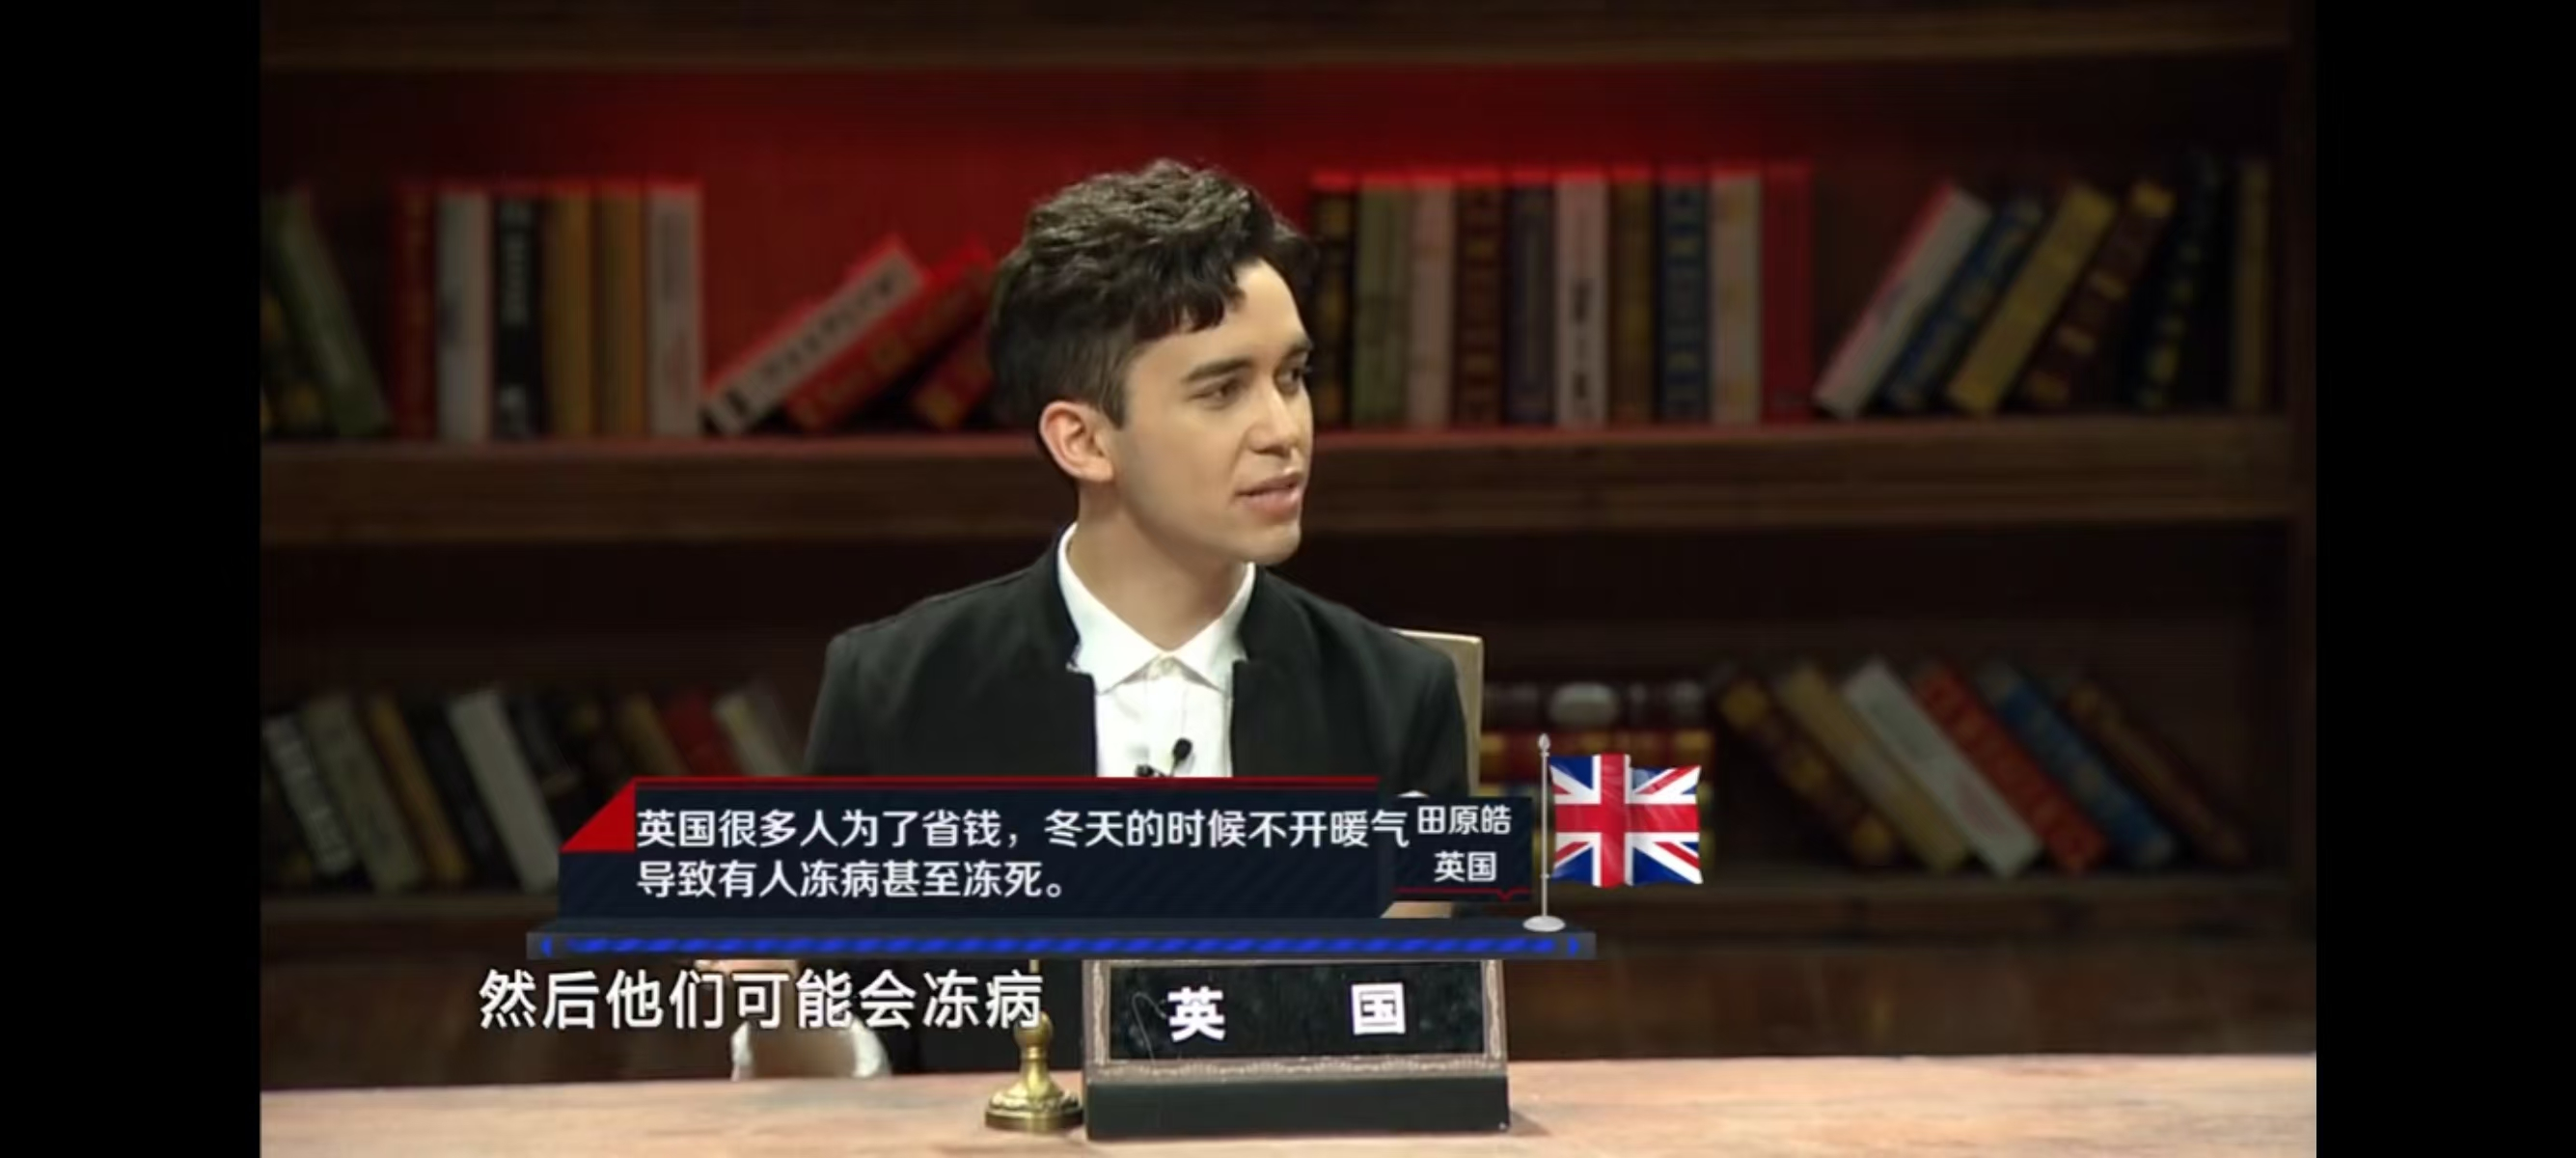 英国很多人为了省钱，冬天的时候不开暖气
导致有人冻病甚至冻死。
田原皓
英国
然后他们可能会冻病
英 国